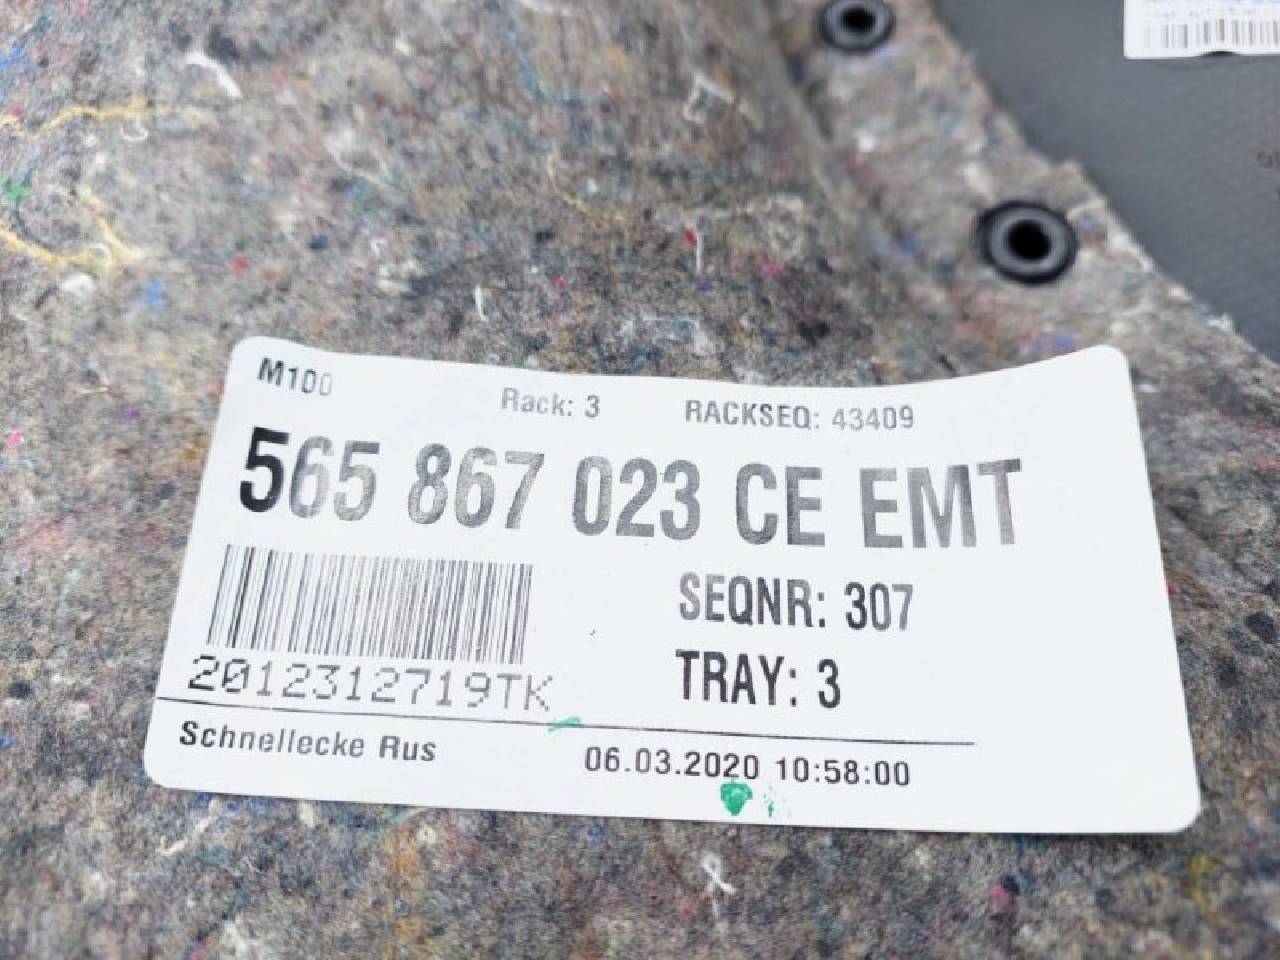 M100
Rack: 3 RACKSEQ: 43409
565 867 023 CE EMT
SEQNR: 307
2012312719TK
TRAY: 3
Schnellecke Rus 06.03.2020 10:58:00